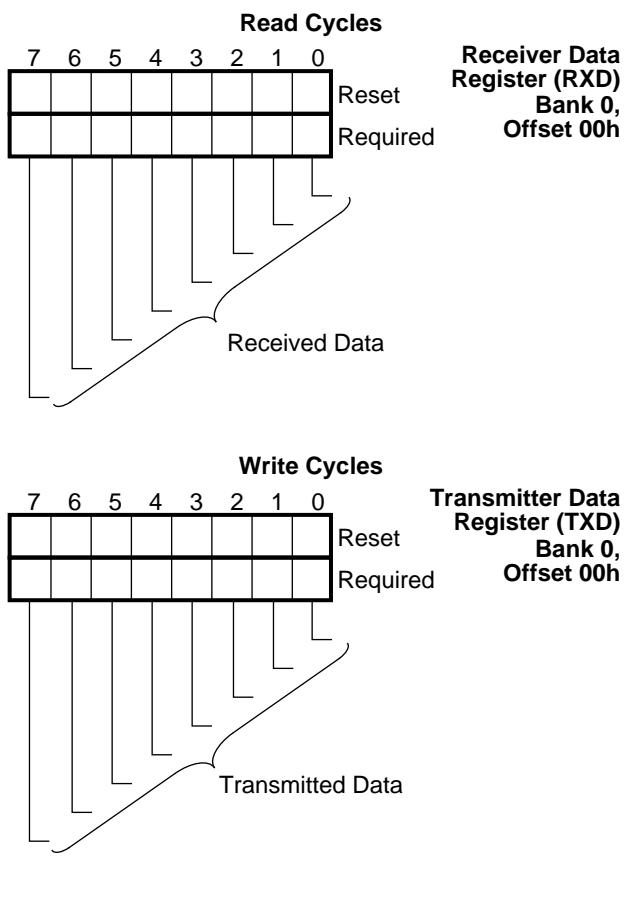 Read Cycles
7 6 5 4 3 2 1 0
Receiver Data
Register (RXD)
Bank 0,
Offset 00h
Reset
Required
Received Data
Write Cycles
7 6 5 4 3 2 1 0
Transmitter Data
Register (TXD)
Bank 0,
Offset 00h
Reset
Required
Transmitted Data